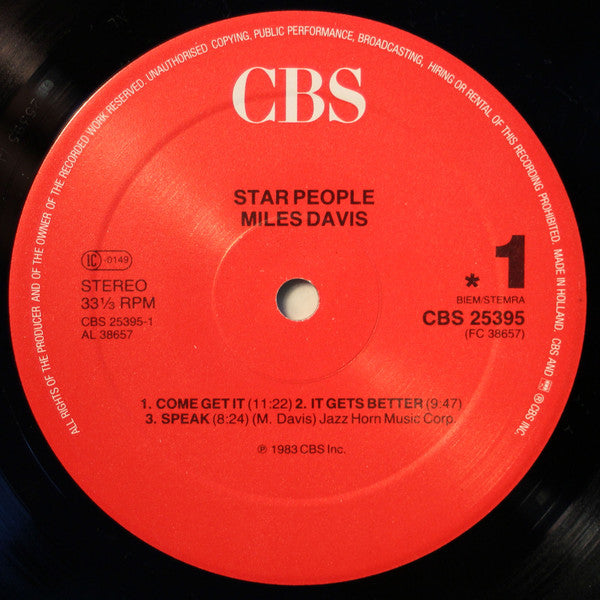 ALL RIGHTS OF THE PRODUCER AND OF THE OWNER OF THE RECORDED WORK RESERVED. UNAUTHORISED COPYING, PUBLIC PERFORMANCE, BROADCASTING, HIRING OR RENTAL OF THIS RECORDING PROHIBITED. MADE IN HOLLAND. CBS AND ® CBS INC.
CBS
STAR PEOPLE
MILES DAVIS
IC -0149
STEREO
33⅓ RPM
CBS 25395-1
AL 38657
* 1
BIEM/STEMRA
CBS 25395
(FC 38657)
1. COME GET IT (11:22) 2. IT GETS BETTER (9:47)
3. SPEAK (8:24) (M. Davis) Jazz Horn Music Corp.
℗ 1983 CBS Inc.